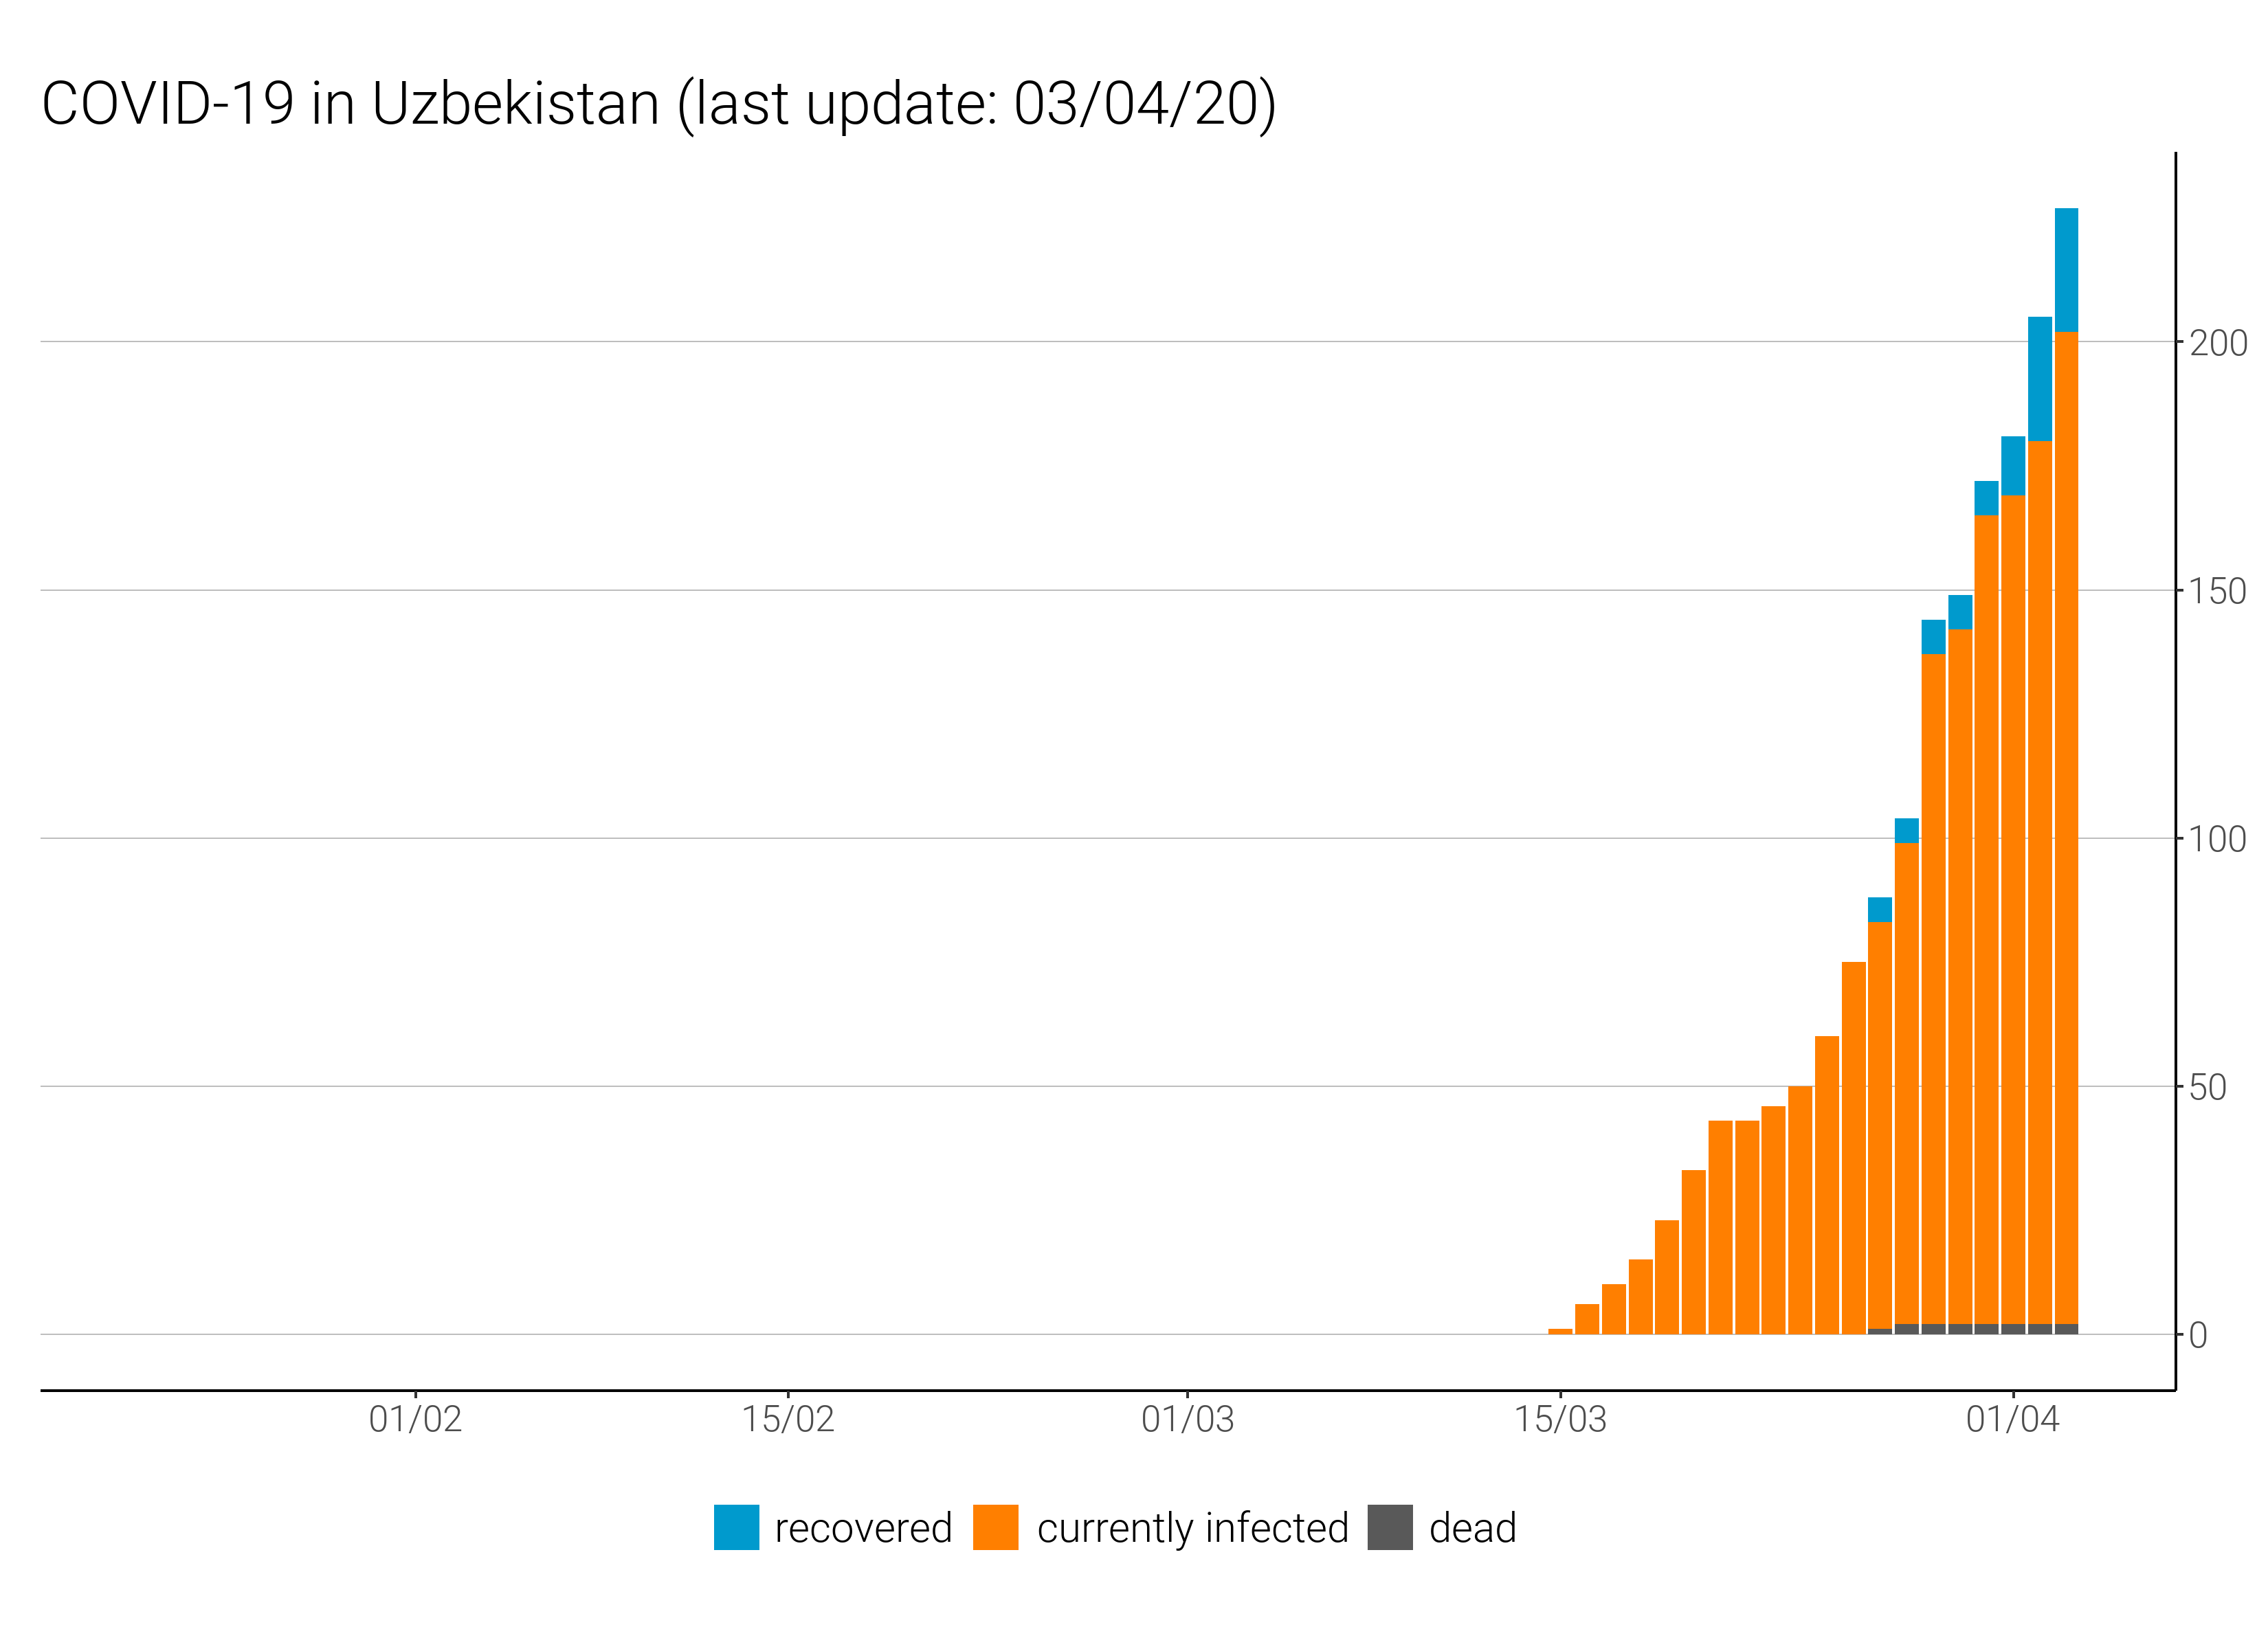 COVID-19 in Uzbekistan (last update: 03/04/20)
200
150
100
50
0
01/02 15/02 01/03 15/03 01/04
recovered currently infected dead